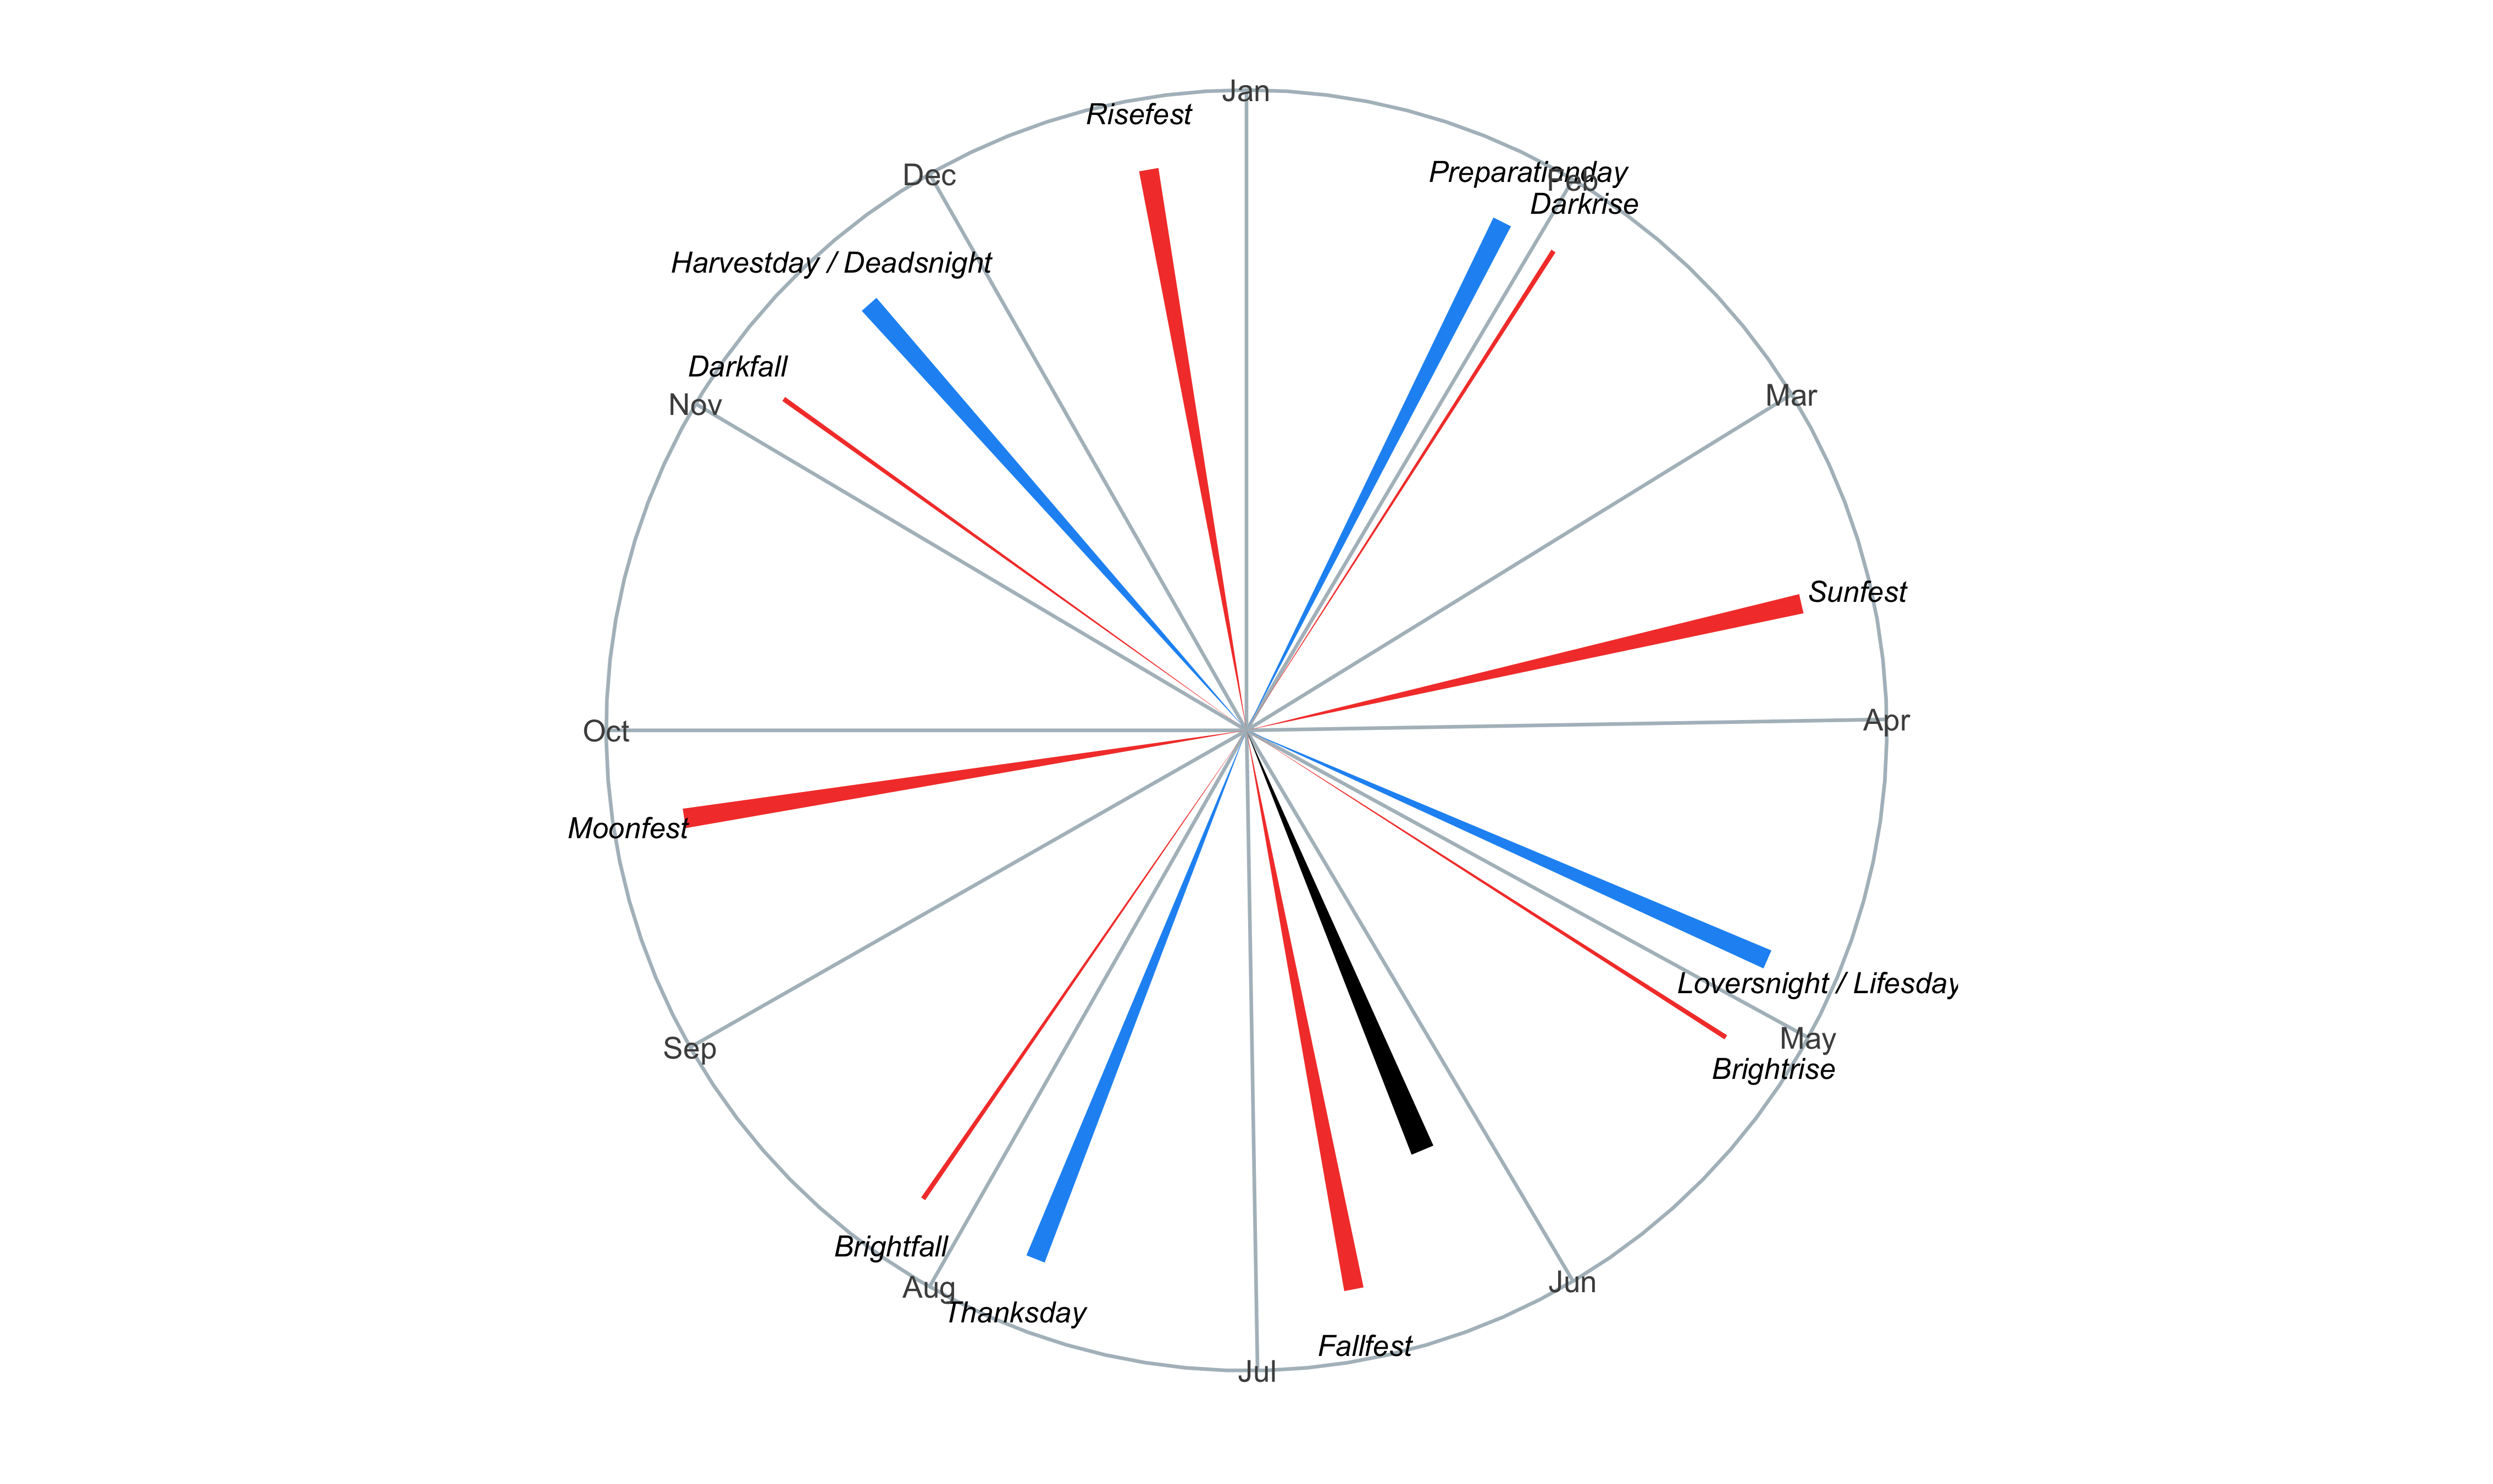 Jan
Risefest
Preparationday
Feb
Dec
Darkrise
Harvestday / Deadsnight
Darkfall
Mar
Nov
Sunfest
Apr
Oct
Moonfest
Loversnight / Lifesday
May
Sep
Brightrise
Brightfall
Jun
Aug
Thanksday
Fallfest
Jul